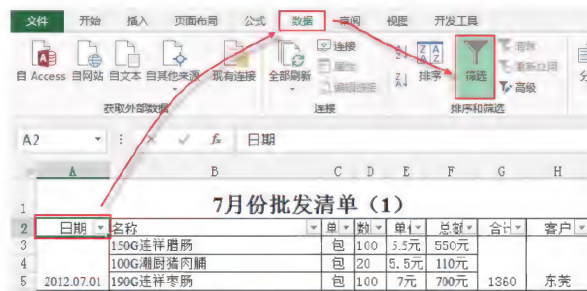 文件 开始 插入 页面布局 公式 数据 审阅 视图 开发工具
自 Access 自网站 自文本 自其他来源 现有连接 全部刷新 连接 属性 编辑链接 排序 筛选 清除 重新应用 高级 分
获取外部数据 连接 排序和筛选
A2 fx 日期
A B C D E F G H
1 7月份批发清单（1）
2 日期 名称 单 数 单 总额 合计 客户
3 150G连祥腊肠 包 100 5.5元 550元
4 100G潮厨猪肉脯 包 20 5.5元 110元
5 2012.07.01 190G连祥枣肠 包 100 7元 700元 1360 东莞